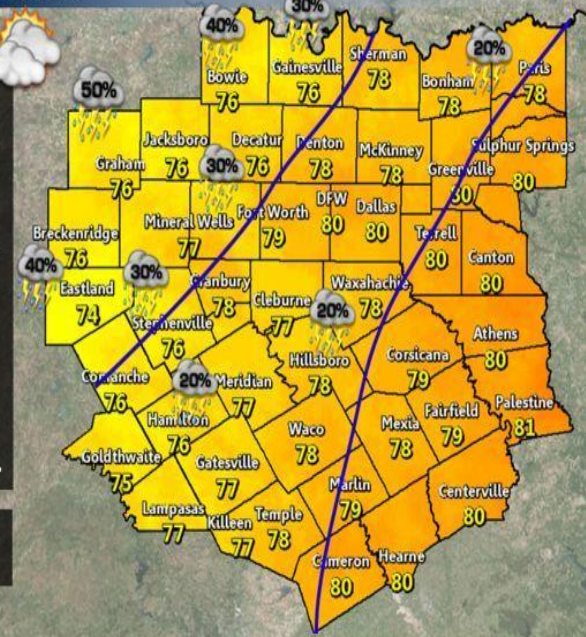 30%
40%
Sherman
78
20%
Bowie
76
Gainesville
76
Bonham
78
Paris
78
50%
Jacksboro
76
Decatur
76
Denton
78
McKinney
78
Sulphur Springs
80
Graham
76
30%
Greenville
80
Breckenridge
76
Mineral Wells
77
Fort Worth
79
DFW
80
Dallas
80
Terrell
80
Canton
80
40%
Eastland
74
30%
Granbury
78
Cleburne
77
Waxahachie
78
20%
Stephenville
76
Hillsboro
78
Corsicana
79
Athens
80
Comanche
76
20%
Meridian
77
Hamilton
76
Waco
78
Mexia
78
Fairfield
79
Palestine
81
Goldthwaite
75
Gatesville
77
Marlin
79
Centerville
80
Lampasas
77
Killeen
77
Temple
78
Cameron
80
Hearne
80